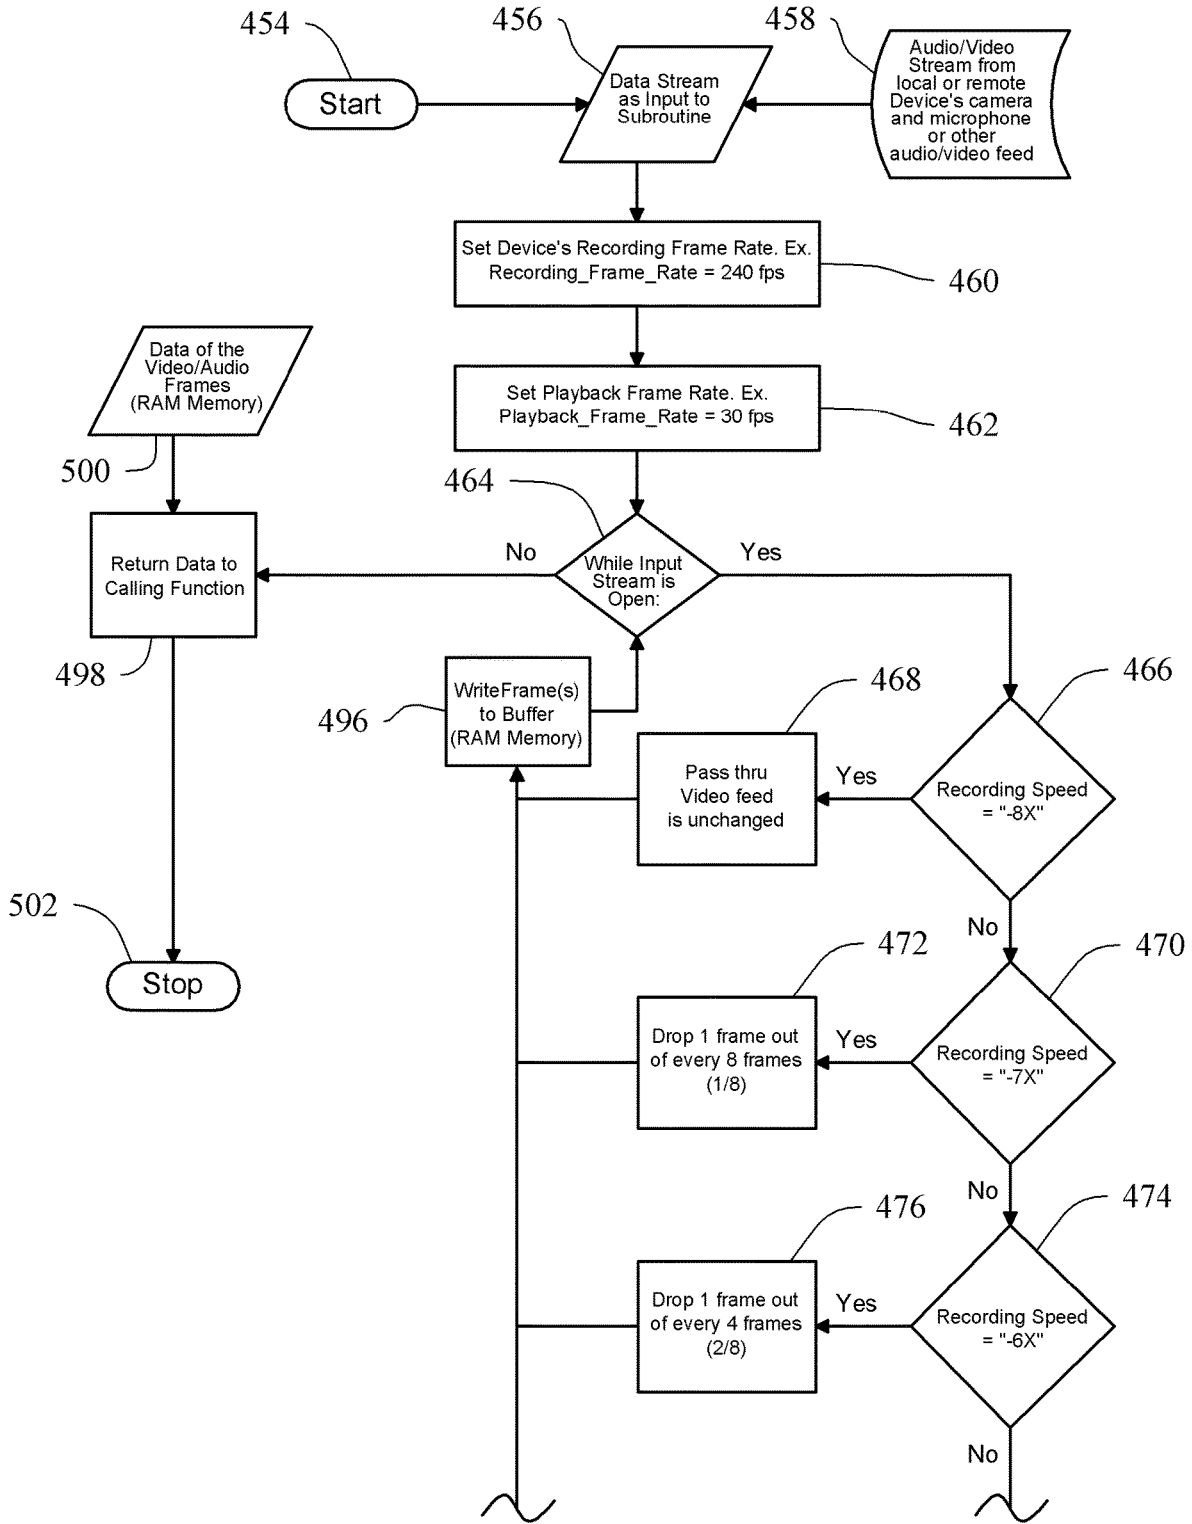 454
456
458
Start
Data Stream
as Input to
Subroutine
Audio/Video
Stream from
local or remote
Device's camera
and microphone
or other
audio/video feed
Set Device's Recording Frame Rate. Ex.
Recording_Frame_Rate = 240 fps
460
Data of the
Video/Audio
Frames
(RAM Memory)
500
Set Playback Frame Rate. Ex.
Playback_Frame_Rate = 30 fps
462
464
No
Yes
While Input
Stream is
Open:
Return Data to
Calling Function
498
WriteFrame(s)
to Buffer
(RAM Memory)
496
468
466
Pass thru
Video feed
is unchanged
Yes
Recording Speed
= "-8X"
No
502
Stop
472
470
Drop 1 frame out
of every 8 frames
(1/8)
Yes
Recording Speed
= "-7X"
No
476
474
Drop 1 frame out
of every 4 frames
(2/8)
Yes
Recording Speed
= "-6X"
No